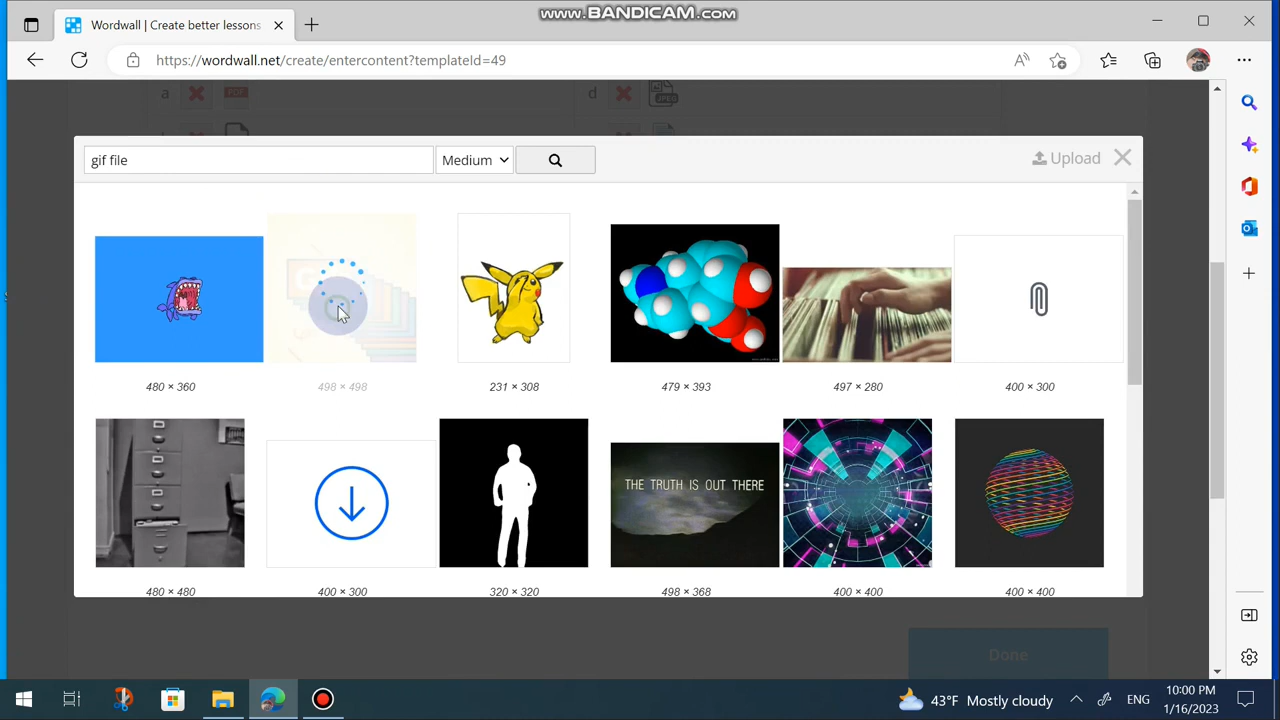 www.BANDICAM.com
Wordwall | Create better lessons
https://wordwall.net/create/entercontent?templateId=49
a PDF d JPEG
gif file Medium Upload
480 × 360 498 × 498 231 × 308 479 × 393 497 × 280 400 × 300
THE TRUTH IS OUT THERE
480 × 480 400 × 300 320 × 320 498 × 368 400 × 400 400 × 400
Done
43°F Mostly cloudy ENG 10:00 PM
1/16/2023